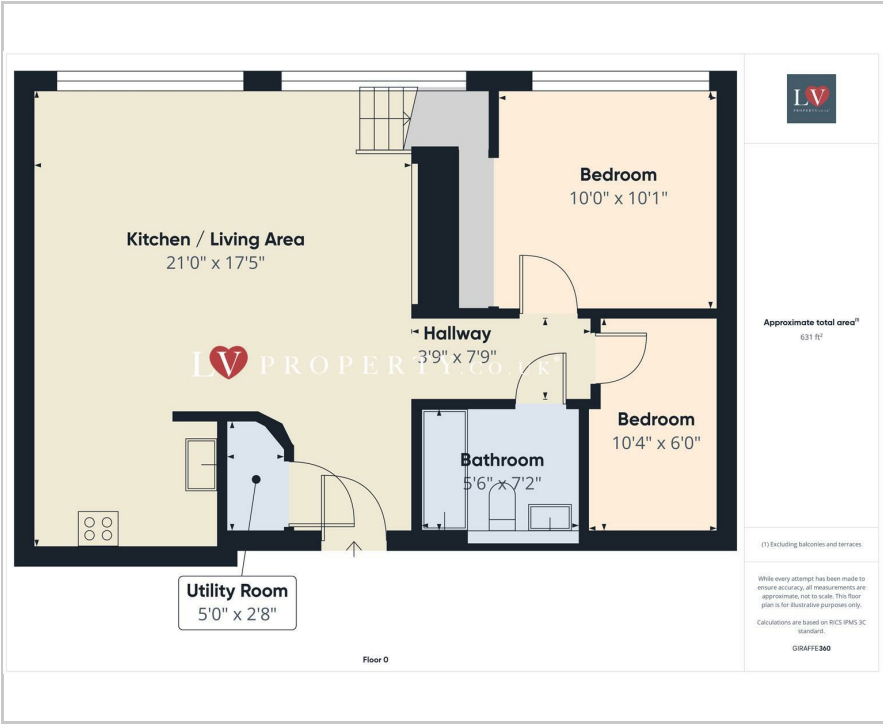 Kitchen / Living Area
21'0" x 17'5"
Bedroom
10'0" x 10'1"
Hallway
3'9" x 7'9"
LV PROPERTY.CO.UK
Bedroom
10'4" x 6'0"
Bathroom
5'6" x 7'2"
Utility Room
5'0" x 2'8"
Floor 0
LV
PROPERTY.CO.UK
Approximate total area⁽¹⁾
631 ft²
(1) Excluding balconies and terraces
While every attempt has been made to
ensure accuracy, all measurements are
approximate, not to scale. This floor
plan is for illustrative purposes only.
Calculations are based on RICS IPMS 3C
standard.
GIRAFFE360